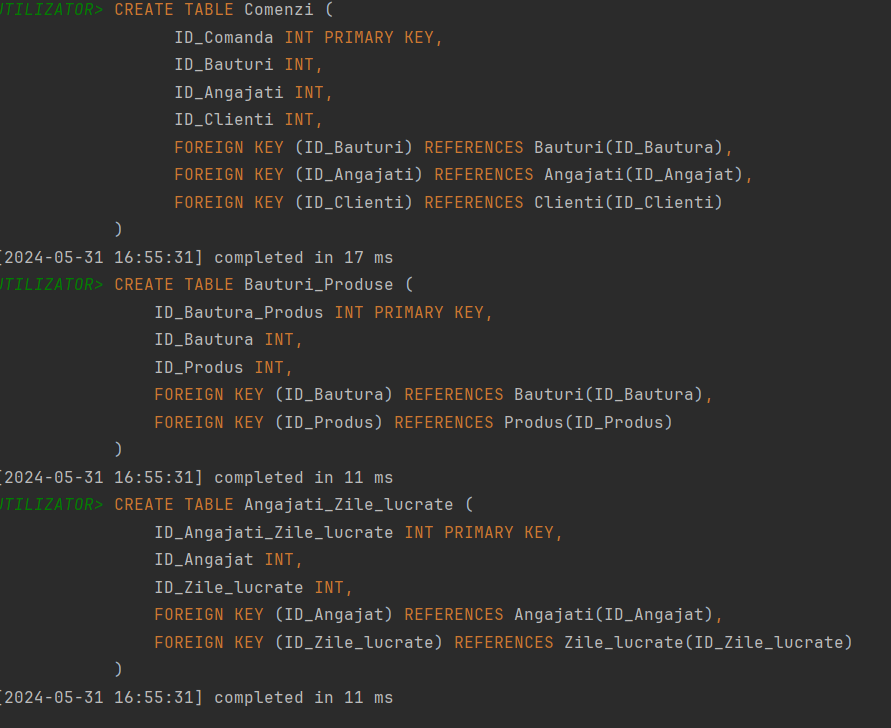 UTILIZATOR> CREATE TABLE Comenzi (
ID_Comanda INT PRIMARY KEY,
ID_Bauturi INT,
ID_Angajati INT,
ID_Clienti INT,
FOREIGN KEY (ID_Bauturi) REFERENCES Bauturi(ID_Bautura),
FOREIGN KEY (ID_Angajati) REFERENCES Angajati(ID_Angajat),
FOREIGN KEY (ID_Clienti) REFERENCES Clienti(ID_Clienti)
)
[2024-05-31 16:55:31] completed in 17 ms
UTILIZATOR> CREATE TABLE Bauturi_Produse (
ID_Bautura_Produs INT PRIMARY KEY,
ID_Bautura INT,
ID_Produs INT,
FOREIGN KEY (ID_Bautura) REFERENCES Bauturi(ID_Bautura),
FOREIGN KEY (ID_Produs) REFERENCES Produs(ID_Produs)
)
[2024-05-31 16:55:31] completed in 11 ms
UTILIZATOR> CREATE TABLE Angajati_Zile_lucrate (
ID_Angajati_Zile_lucrate INT PRIMARY KEY,
ID_Angajat INT,
ID_Zile_lucrate INT,
FOREIGN KEY (ID_Angajat) REFERENCES Angajati(ID_Angajat),
FOREIGN KEY (ID_Zile_lucrate) REFERENCES Zile_lucrate(ID_Zile_lucrate)
)
[2024-05-31 16:55:31] completed in 11 ms